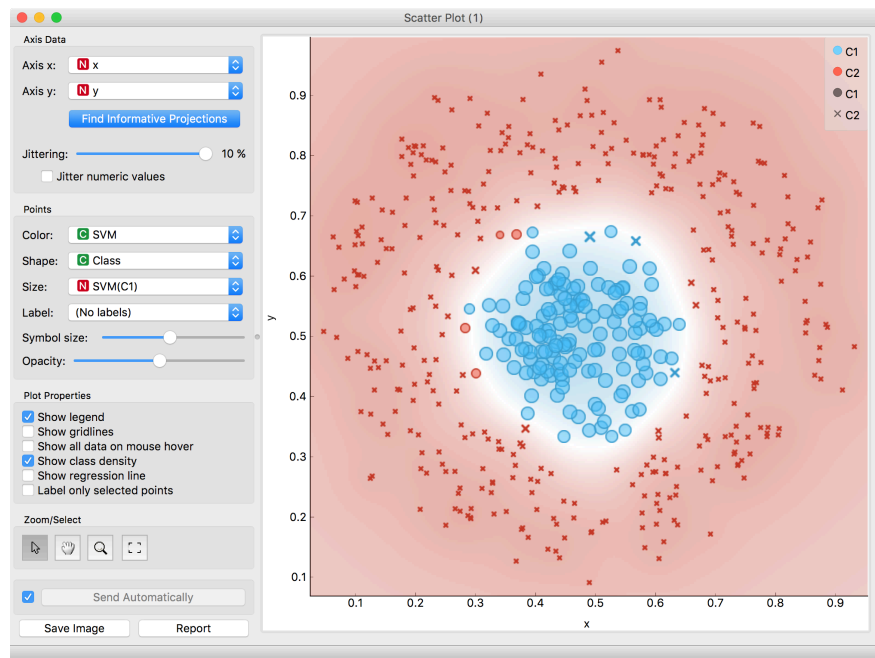 Scatter Plot (1)
Axis Data
Axis x: N x
Axis y: N y
Find Informative Projections
Jittering: 10 %
Jitter numeric values
Points
Color: C SVM
Shape: C Class
Size: N SVM(C1)
Label: (No labels)
Symbol size:
Opacity:
Plot Properties
Show legend
Show gridlines
Show all data on mouse hover
Show class density
Show regression line
Label only selected points
Zoom/Select
Send Automatically
Save Image Report
C1
C2
C1
C2
y
0.9
0.8
0.7
0.6
0.5
0.4
0.3
0.2
0.1
0.1 0.2 0.3 0.4 0.5 0.6 0.7 0.8 0.9
x